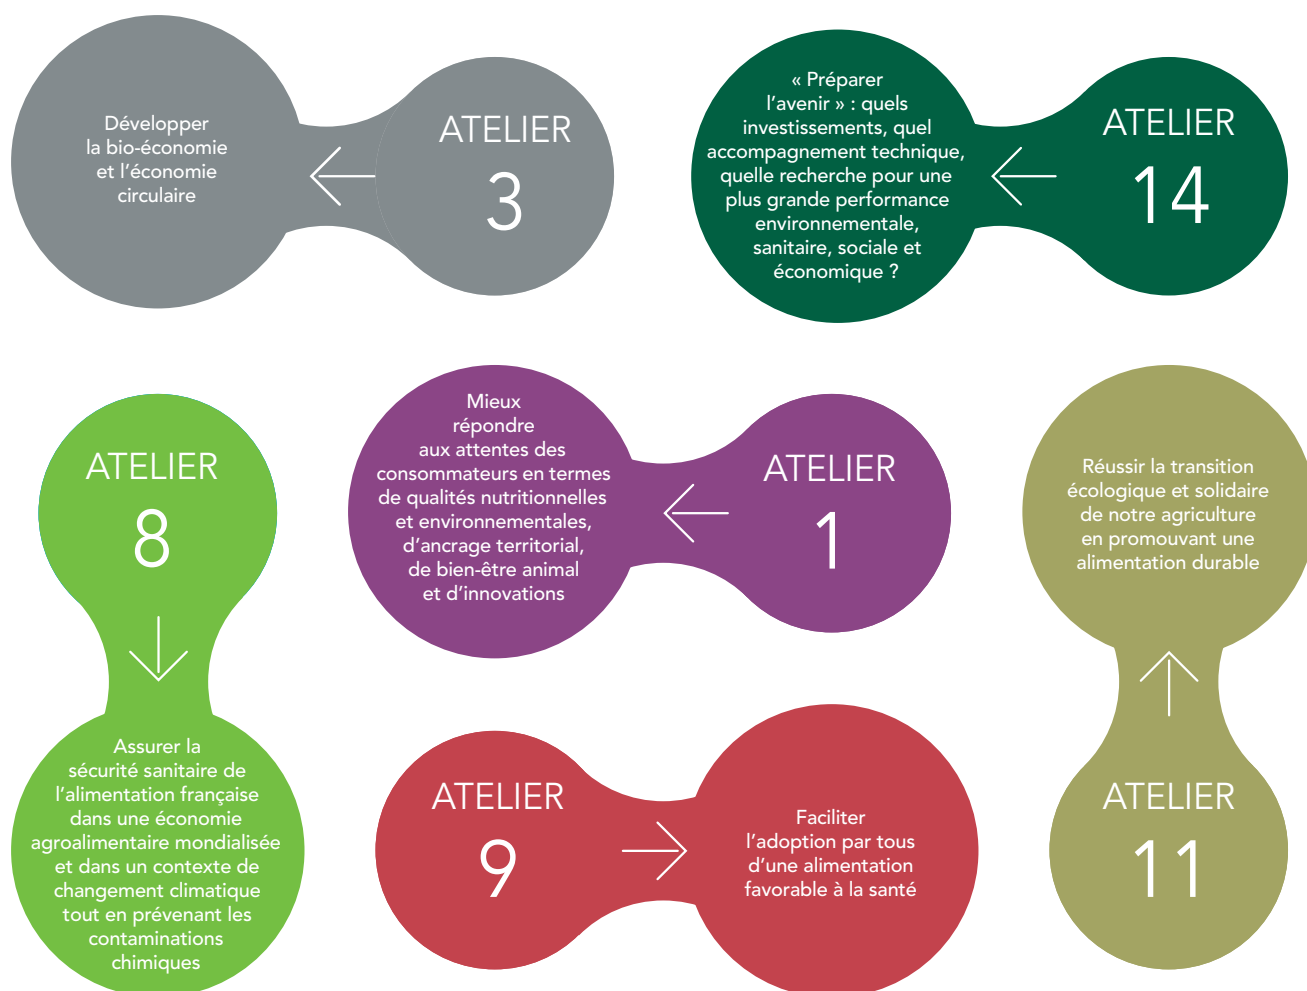 Développer
la bio-économie
et l’économie
circulaire
ATELIER
3
« Préparer
l’avenir » : quels
investissements, quel
accompagnement technique,
quelle recherche pour une
plus grande performance
environnementale,
sanitaire, sociale et
économique ?
ATELIER
14
ATELIER
8
Assurer la
sécurité sanitaire de
l’alimentation française
dans une économie
agroalimentaire mondialisée
et dans un contexte de
changement climatique
tout en prévenant les
contaminations
chimiques
Mieux
répondre
aux attentes des
consommateurs en termes
de qualités nutritionnelles
et environnementales,
d’ancrage territorial,
de bien-être animal
et d’innovations
ATELIER
1
Réussir la transition
écologique et solidaire
de notre agriculture
en promouvant une
alimentation durable
ATELIER
11
ATELIER
9
Faciliter
l’adoption par tous
d’une alimentation
favorable à la santé